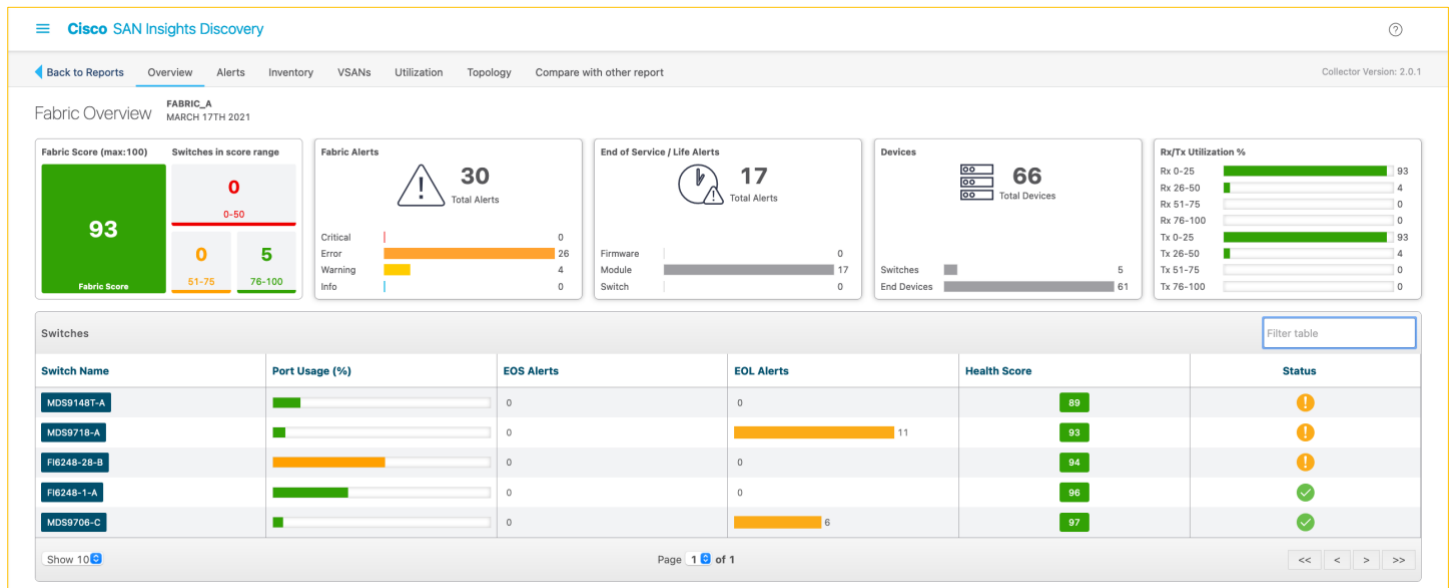 Cisco SAN Insights Discovery
Back to Reports Overview Alerts Inventory VSANs Utilization Topology Compare with other report Collector Version: 2.0.1
Fabric Overview FABRIC_A
MARCH 17TH 2021
Fabric Score (max:100) Switches in score range
93
Fabric Score
0
0-50
0 5
51-75 76-100
Fabric Alerts
30
Total Alerts
Critical 0
Error 26
Warning 4
Info 0
End of Service / Life Alerts
17
Total Alerts
Firmware 0
Module 17
Switch 0
Devices
66
Total Devices
Switches 5
End Devices 61
Rx/Tx Utilization %
Rx 0-25 93
Rx 26-50 4
Rx 51-75 0
Rx 76-100 0
Tx 0-25 93
Tx 26-50 4
Tx 51-75 0
Tx 76-100 0
Switches Filter table
Switch Name Port Usage (%) EOS Alerts EOL Alerts Health Score Status
MDS9148T-A 0 0 89
MDS9718-A 0 11 93
FI6248-28-B 0 0 94
FI6248-1-A 0 0 96
MDS9706-C 0 6 97
Show 10 Page 1 of 1 << < > >>